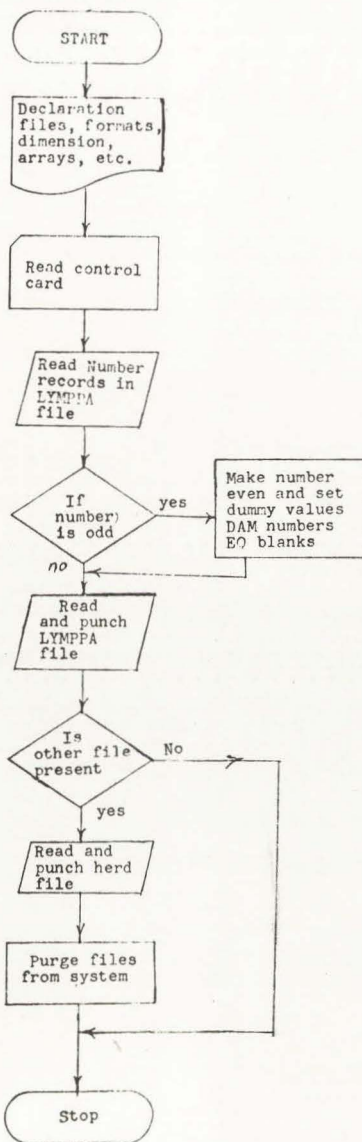 START
Declaration
files, formats,
dimension,
arrays, etc.
Read control
card
Read Number
records in
LYMPPA
file
If
number)
is odd
yes
Make number
even and set
dummy values
DAM numbers
EQ blanks
no
Read
and punch
LYMPPA
file
Is
other file
present
No
yes
Read and
punch herd
file
Purge files
from system
Stop